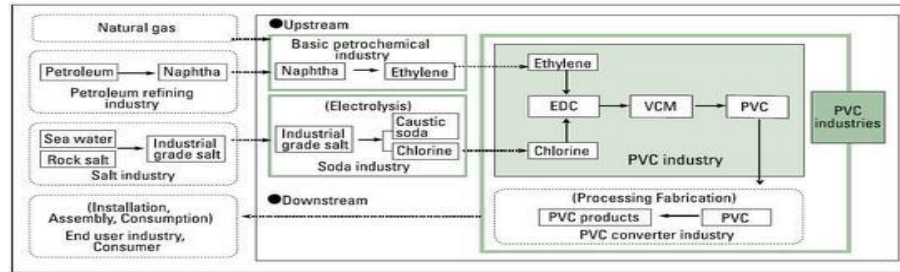 Natural gas
Petroleum
Naphtha
Petroleum refining
industry
Sea water
Rock salt
Industrial
grade salt
Salt industry
(Installation,
Assembly, Consumption)
End user industry,
Consumer
●Upstream
Basic petrochemical
industry
Naphtha
Ethylene
(Electrolysis)
Industrial
grade salt
Caustic
soda
Chlorine
Soda industry
●Downstream
Ethylene
EDC
VCM
PVC
Chlorine
PVC industry
PVC
industries
(Processing Fabrication)
PVC products
PVC
PVC converter industry